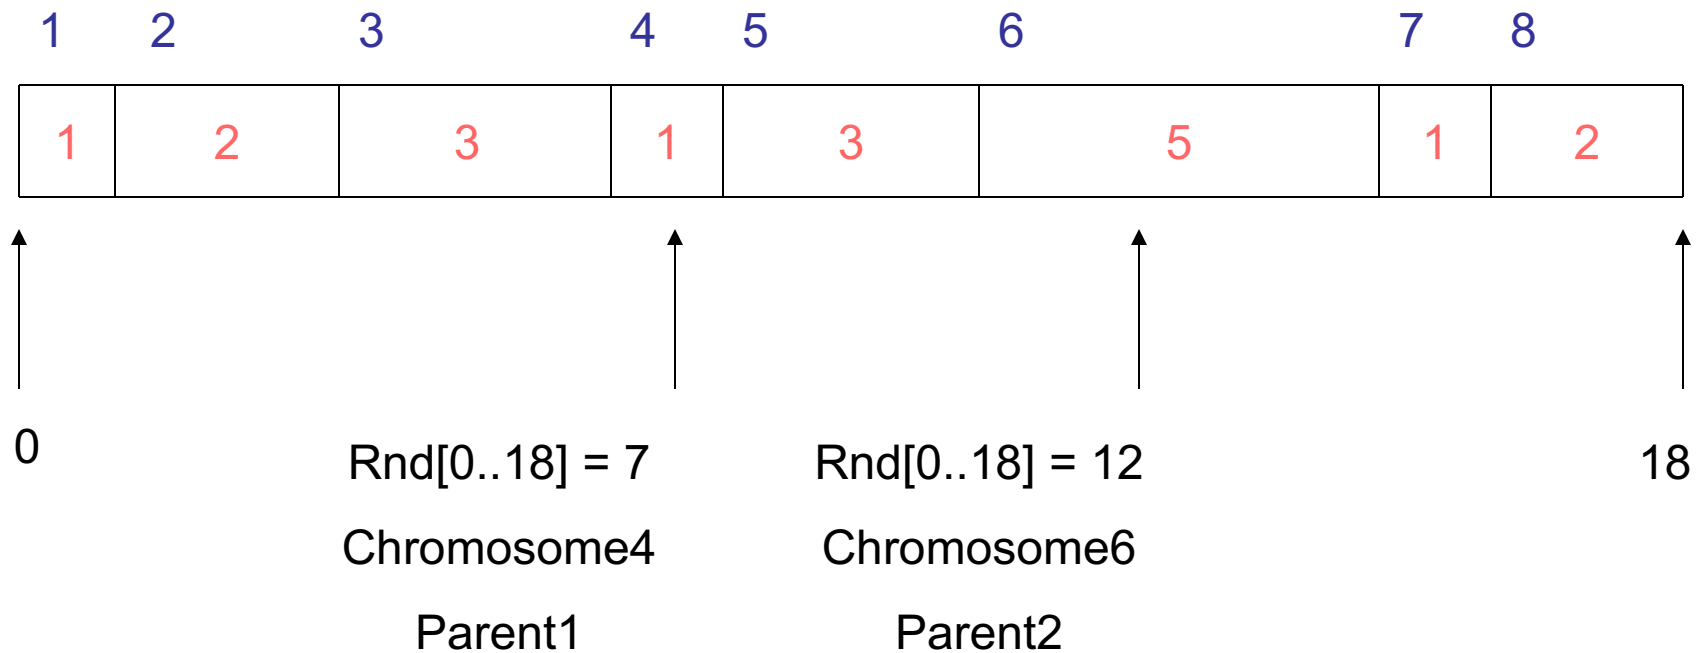 1 2 3 4 5 6 7 8
1 2 3 1 3 5 1 2
0 Rnd[0..18] = 7 Rnd[0..18] = 12 18
Chromosome4 Chromosome6
Parent1 Parent2